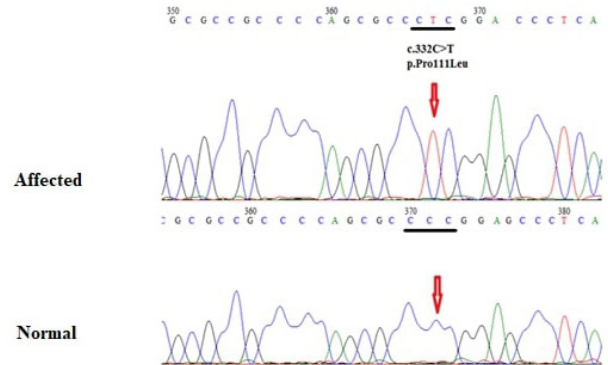 350 360 370
G C G C C G C C C C A G C G C C C T C G G A C C C T C A
c.332C>T
p.Pro111Leu
Affected
360 370 380
C G C G C C G C C C C A G C G C C C C G G A G C C C T C A
Normal